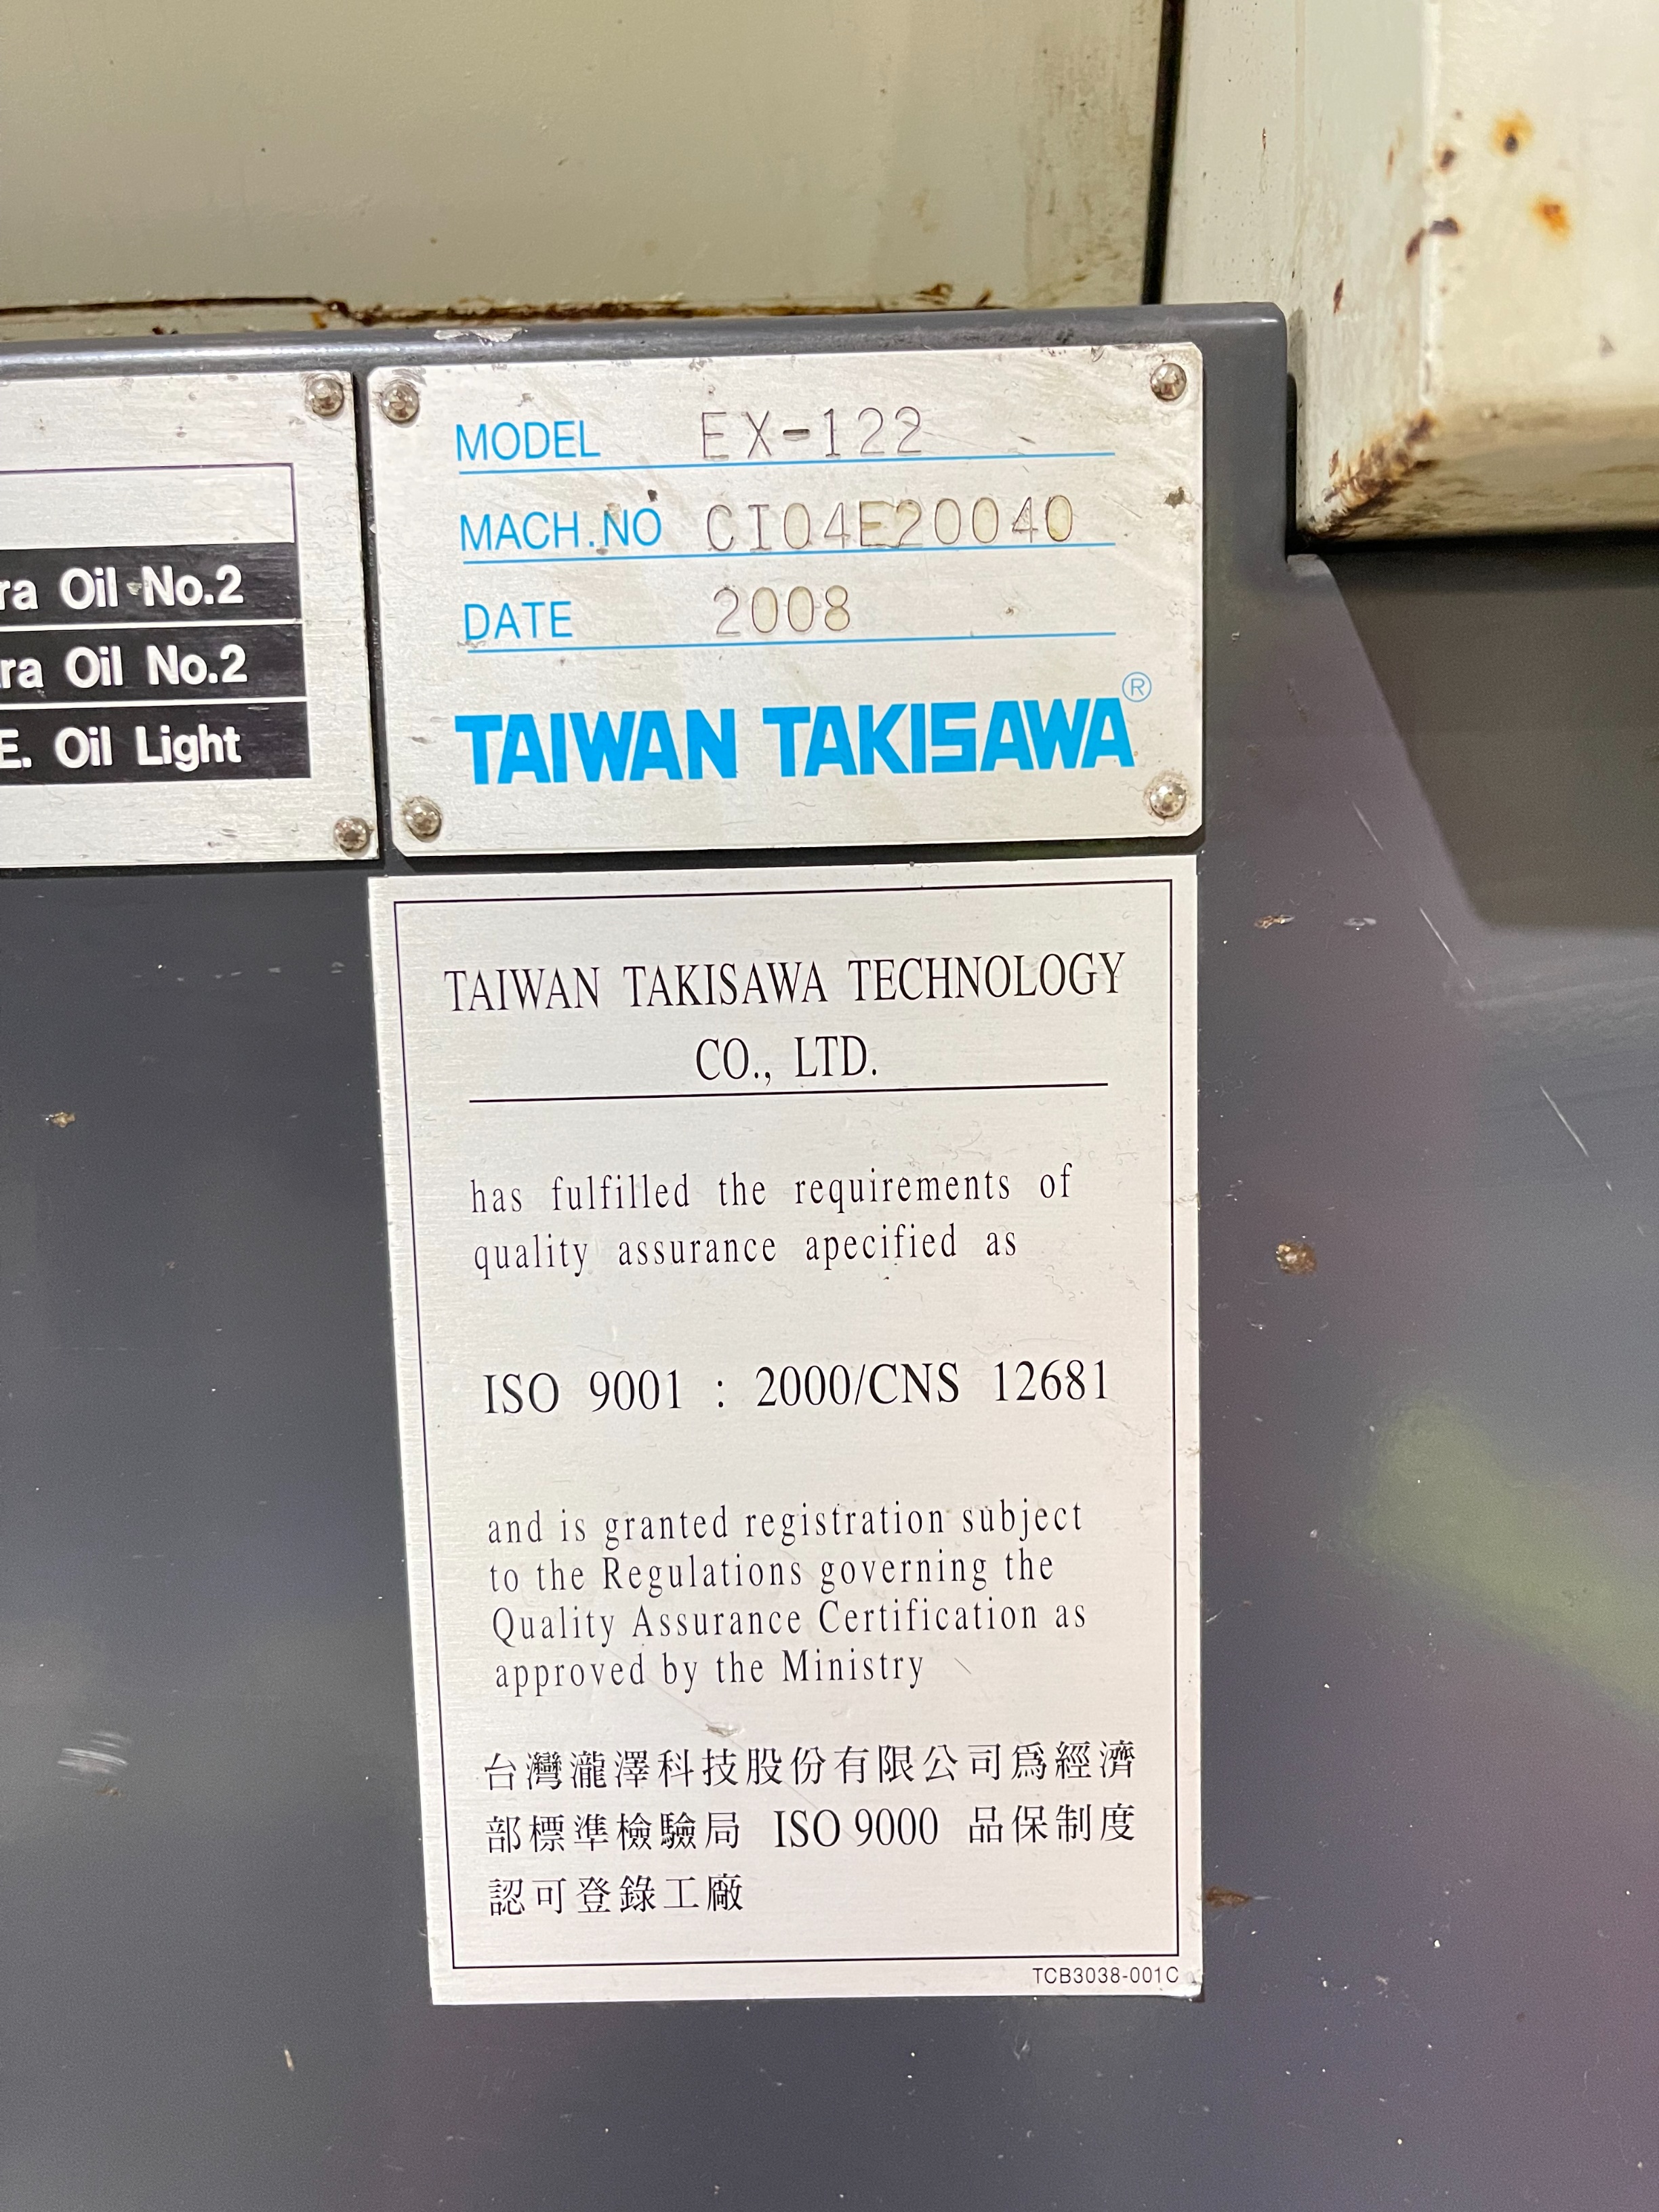 ra Oil No.2
ra Oil No.2
E. Oil Light
MODEL EX-122
MACH.NO CI04E20040
DATE 2008
TAIWAN TAKISAWA®
TAIWAN TAKISAWA TECHNOLOGY
CO., LTD.
has fulfilled the requirements of
quality assurance apecified as
ISO 9001 : 2000/CNS 12681
and is granted registration subject
to the Regulations governing the
Quality Assurance Certification as
approved by the Ministry
台灣瀧澤科技股份有限公司爲經濟
部標準檢驗局 ISO 9000 品保制度
認可登錄工廠
TCB3038-001C